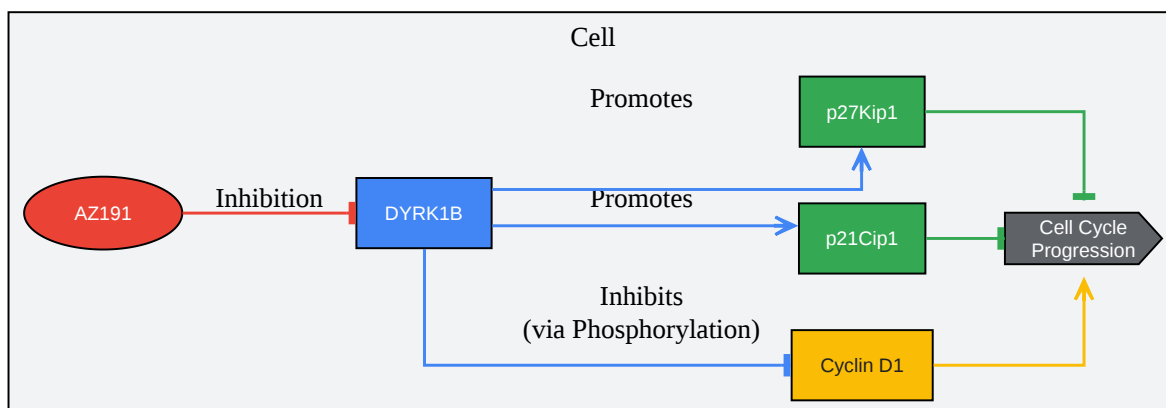 Cell
Promotes
p27Kip1
AZ191
Inhibition
DYRK1B
Promotes
p21Cip1
Cell Cycle
Progression
Inhibits
(via Phosphorylation)
Cyclin D1